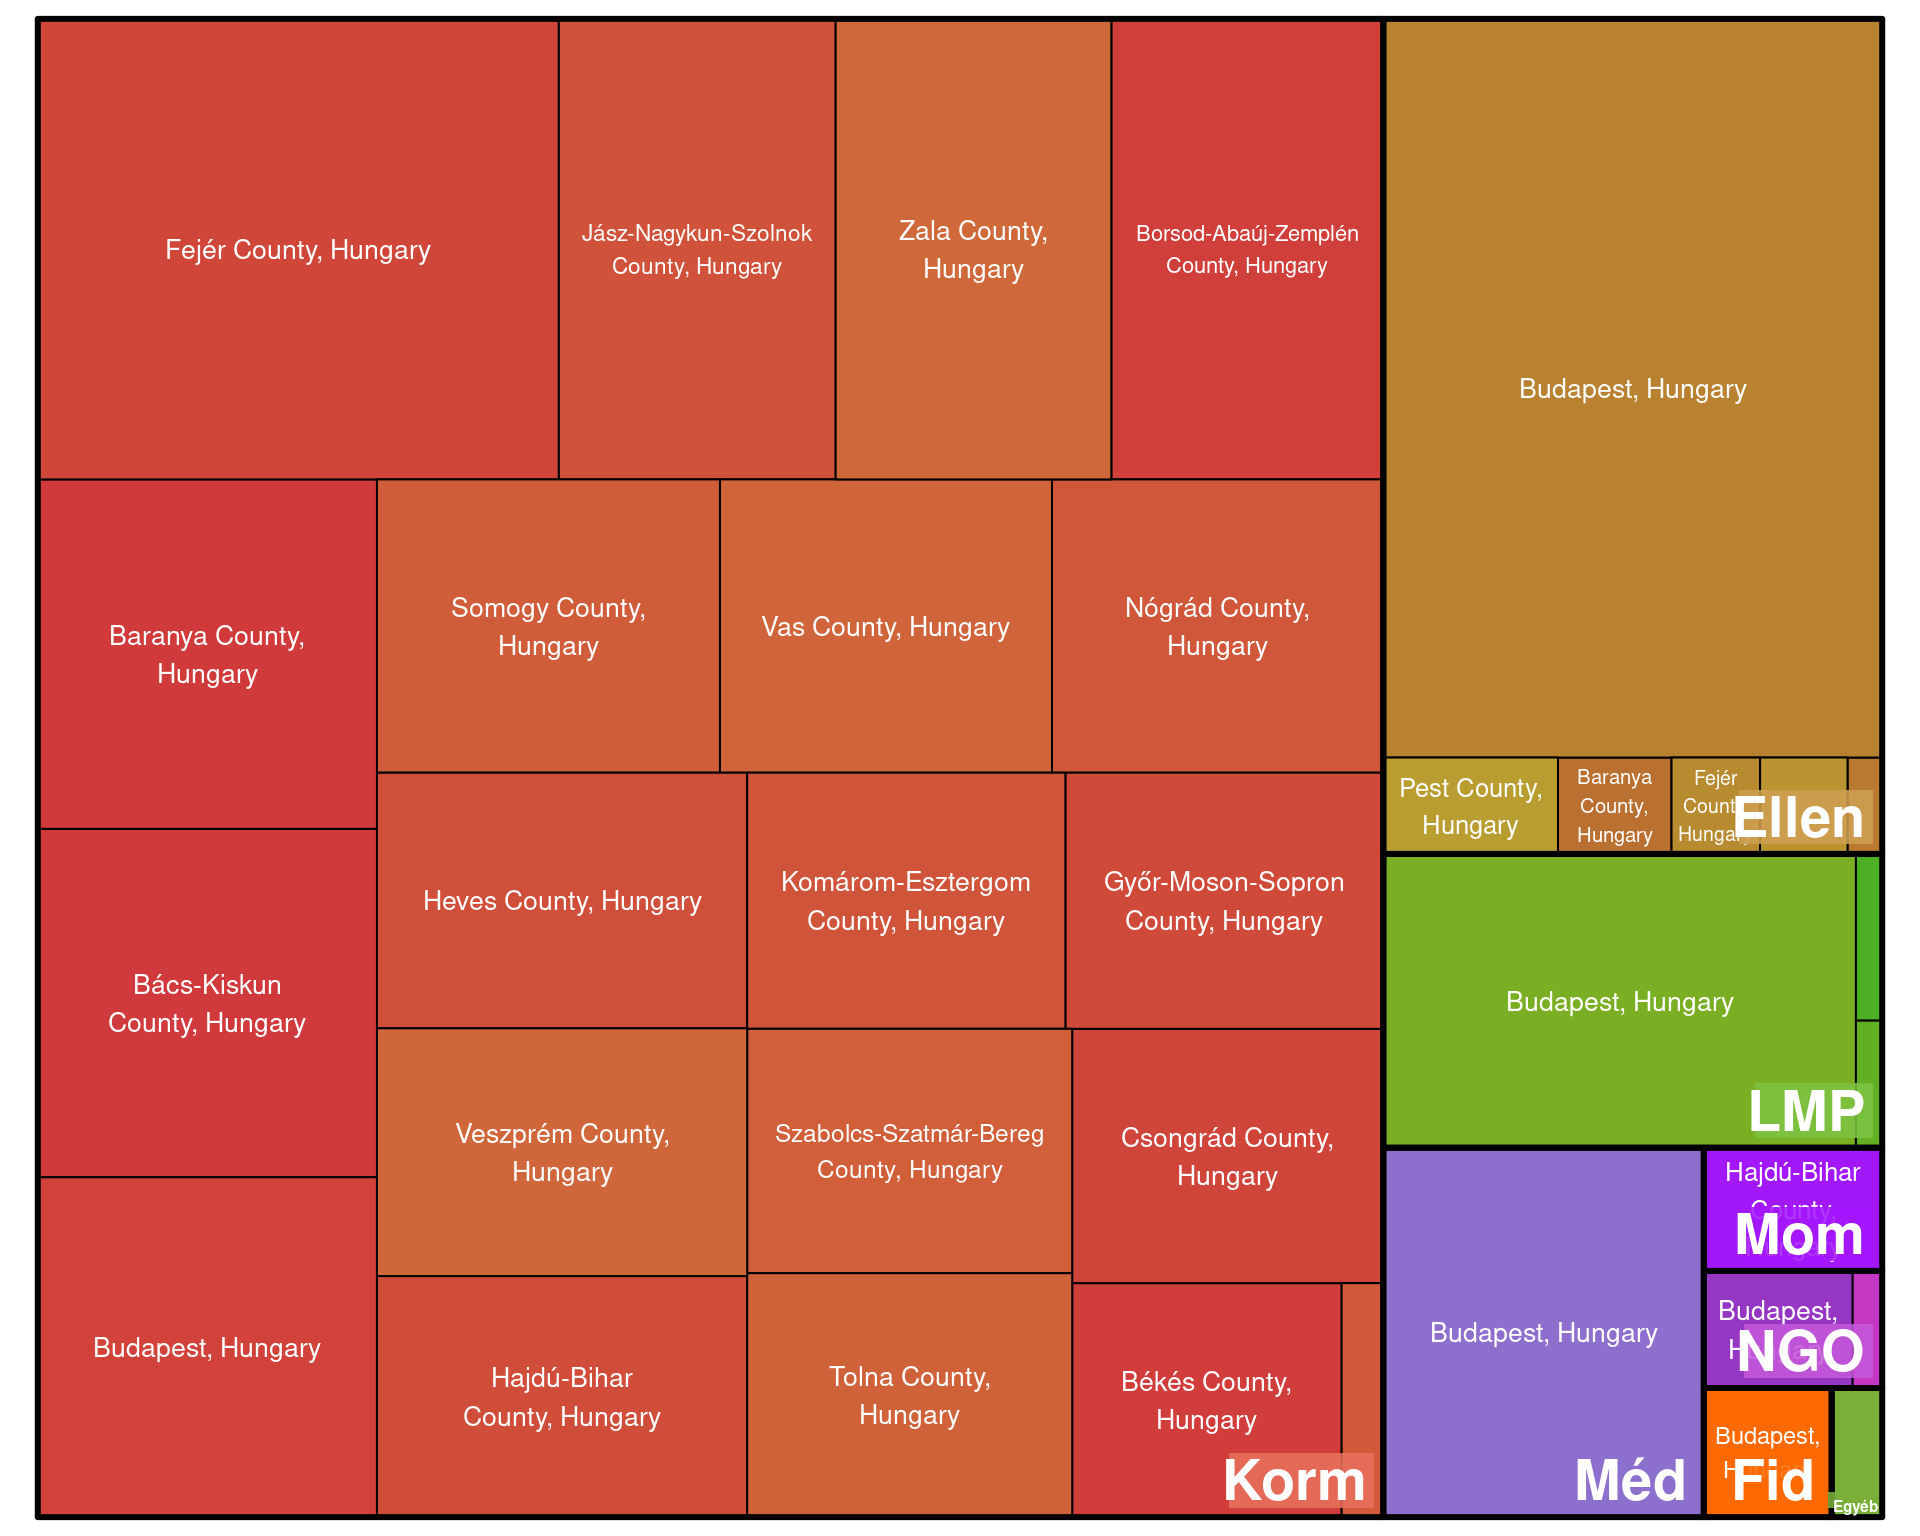 Fejér County, Hungary
Jász-Nagykun-Szolnok
County, Hungary
Zala County,
Hungary
Borsod-Abaúj-Zemplén
County, Hungary
Budapest, Hungary
Baranya County,
Hungary
Somogy County,
Hungary
Vas County, Hungary
Nógrád County,
Hungary
Pest County,
Hungary
Baranya
County,
Hungary
Fejér
County,
Hungary
Ellen
Bács-Kiskun
County, Hungary
Heves County, Hungary
Komárom-Esztergom
County, Hungary
Győr-Moson-Sopron
County, Hungary
Budapest, Hungary
LMP
Veszprém County,
Hungary
Szabolcs-Szatmár-Bereg
County, Hungary
Csongrád County,
Hungary
Budapest, Hungary
Hajdú-Bihar
County, Hungary
Tolna County,
Hungary
Békés County,
Hungary
Korm
Budapest, Hungary
Méd
Hajdú-Bihar
County,
Mom
Budapest,
NGO
Budapest,
Fid
Egyéb